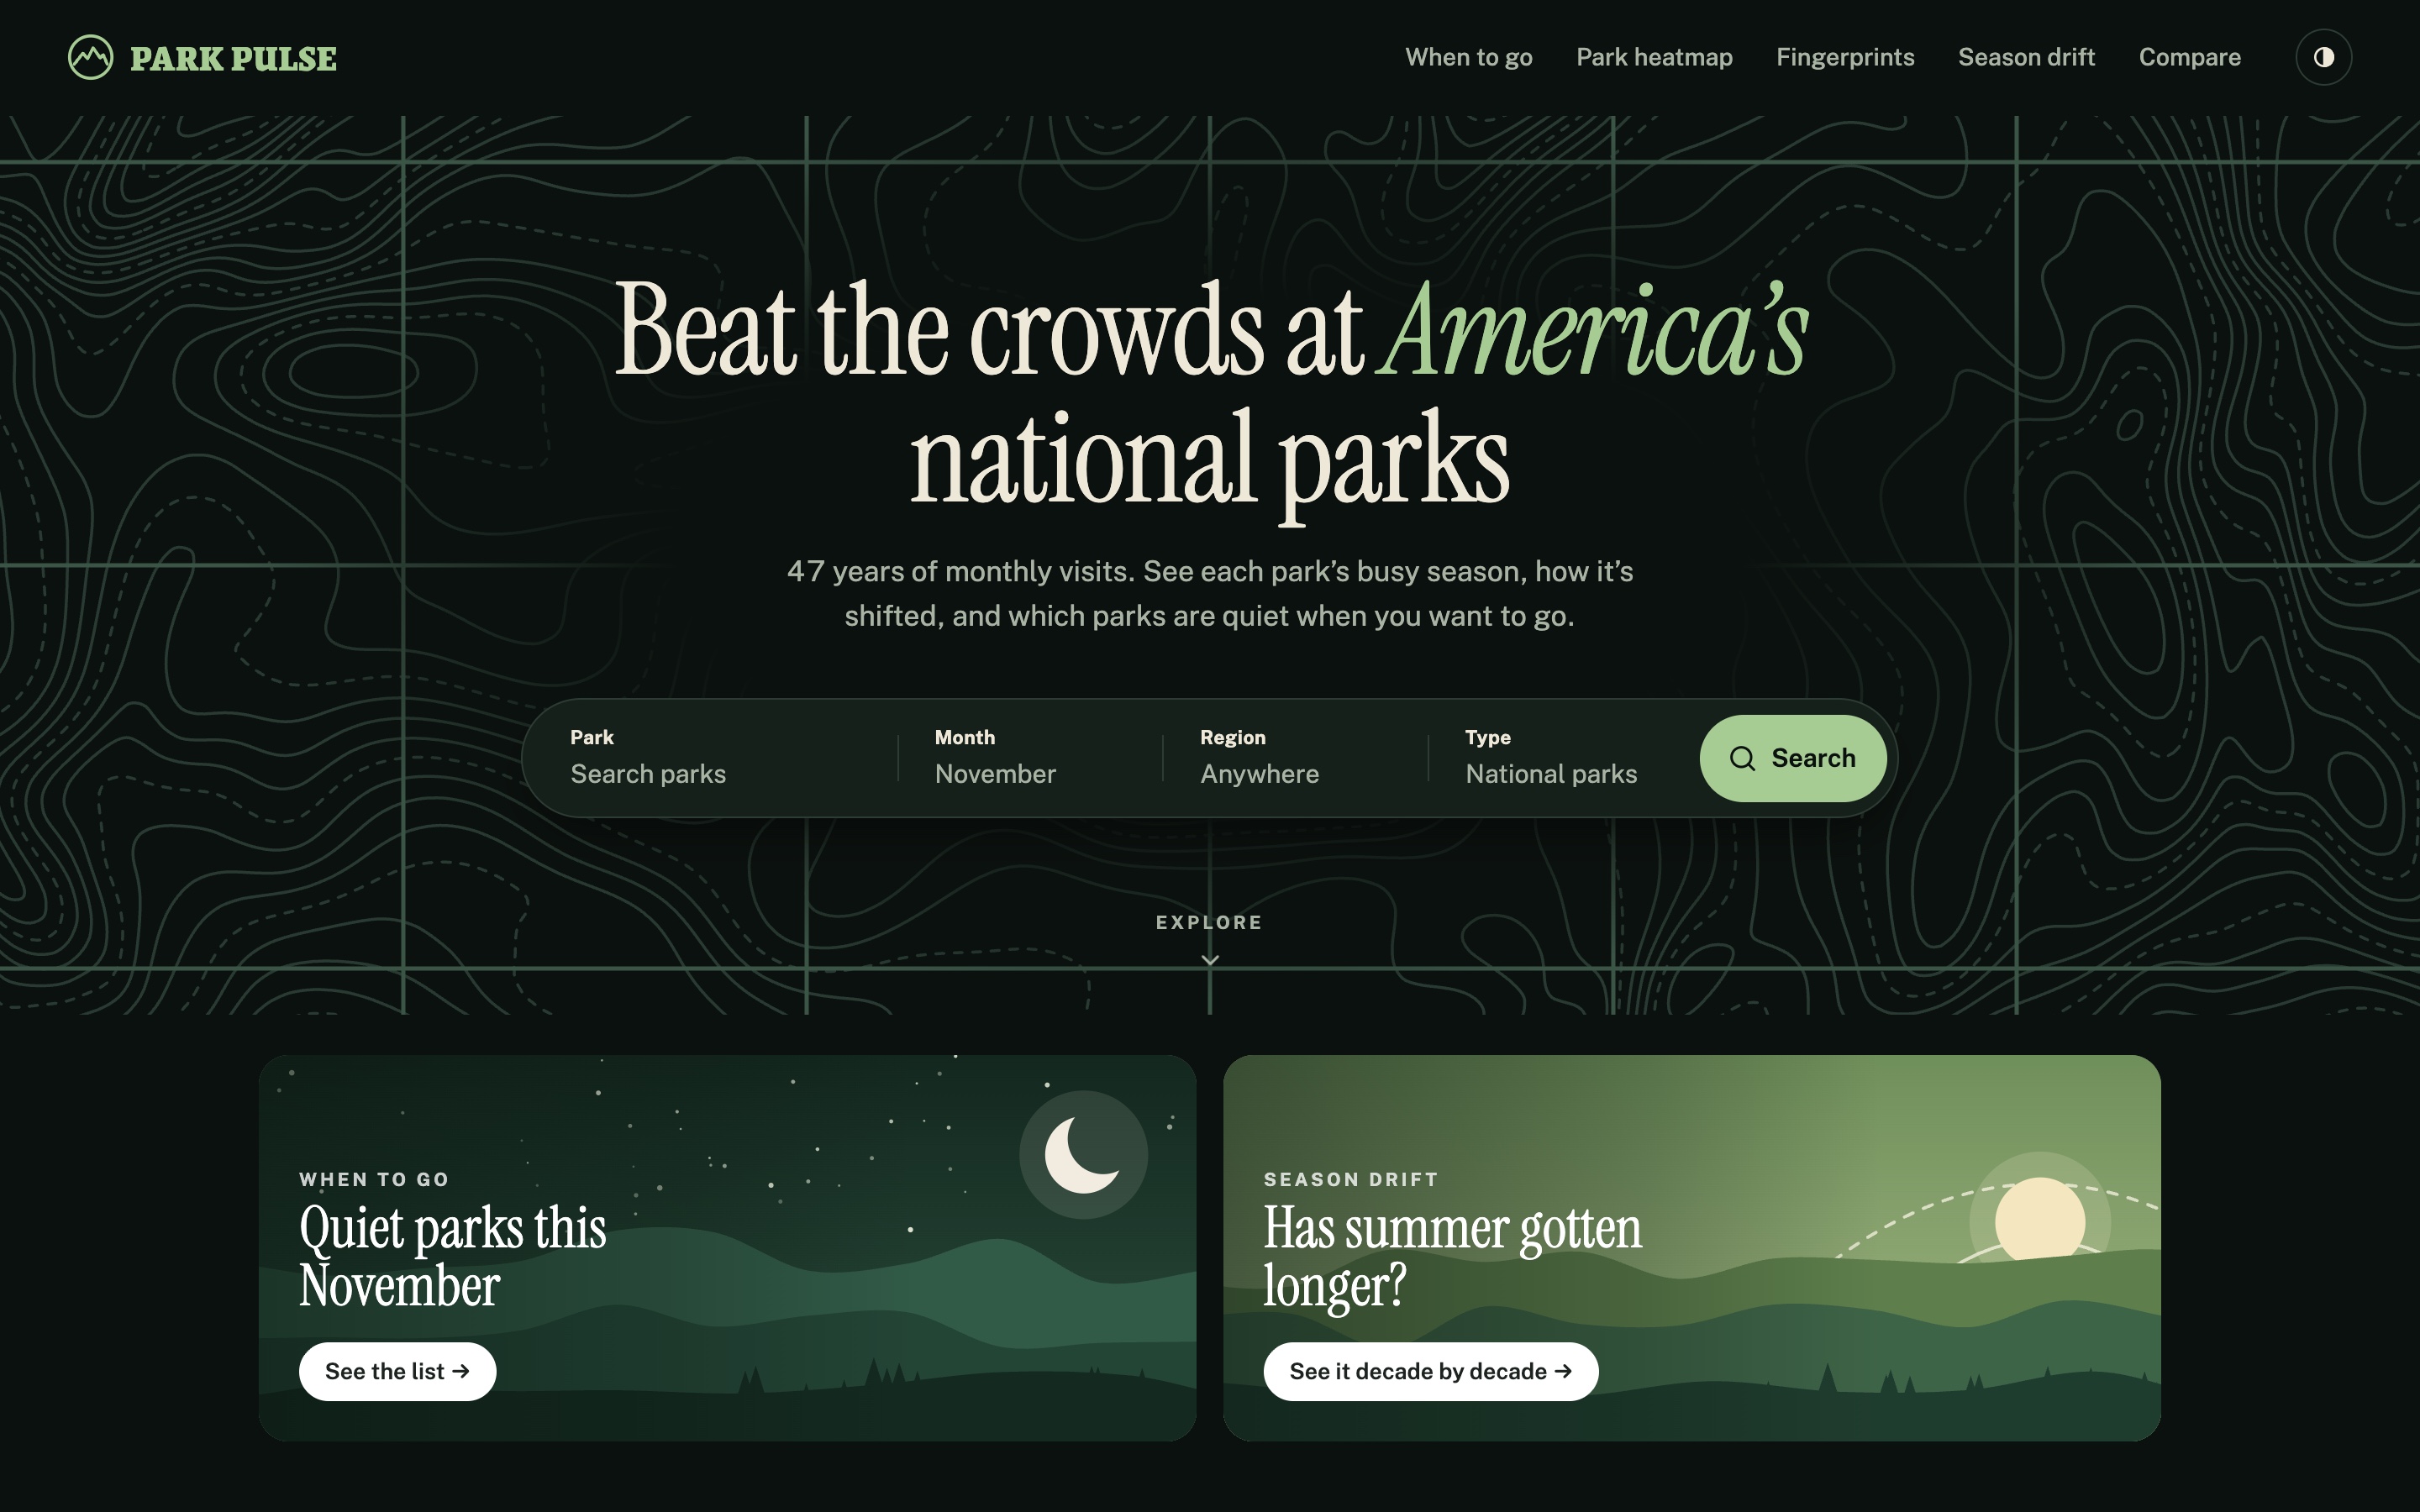 PARK PULSE
When to go
Park heatmap
Fingerprints
Season drift
Compare
Beat the crowds at America’s
national parks
47 years of monthly visits. See each park’s busy season, how it’s
shifted, and which parks are quiet when you want to go.
Park
Search parks
Month
November
Region
Anywhere
Type
National parks
Search
EXPLORE
WHEN TO GO
Quiet parks this
November
See the list →
SEASON DRIFT
Has summer gotten
longer?
See it decade by decade →